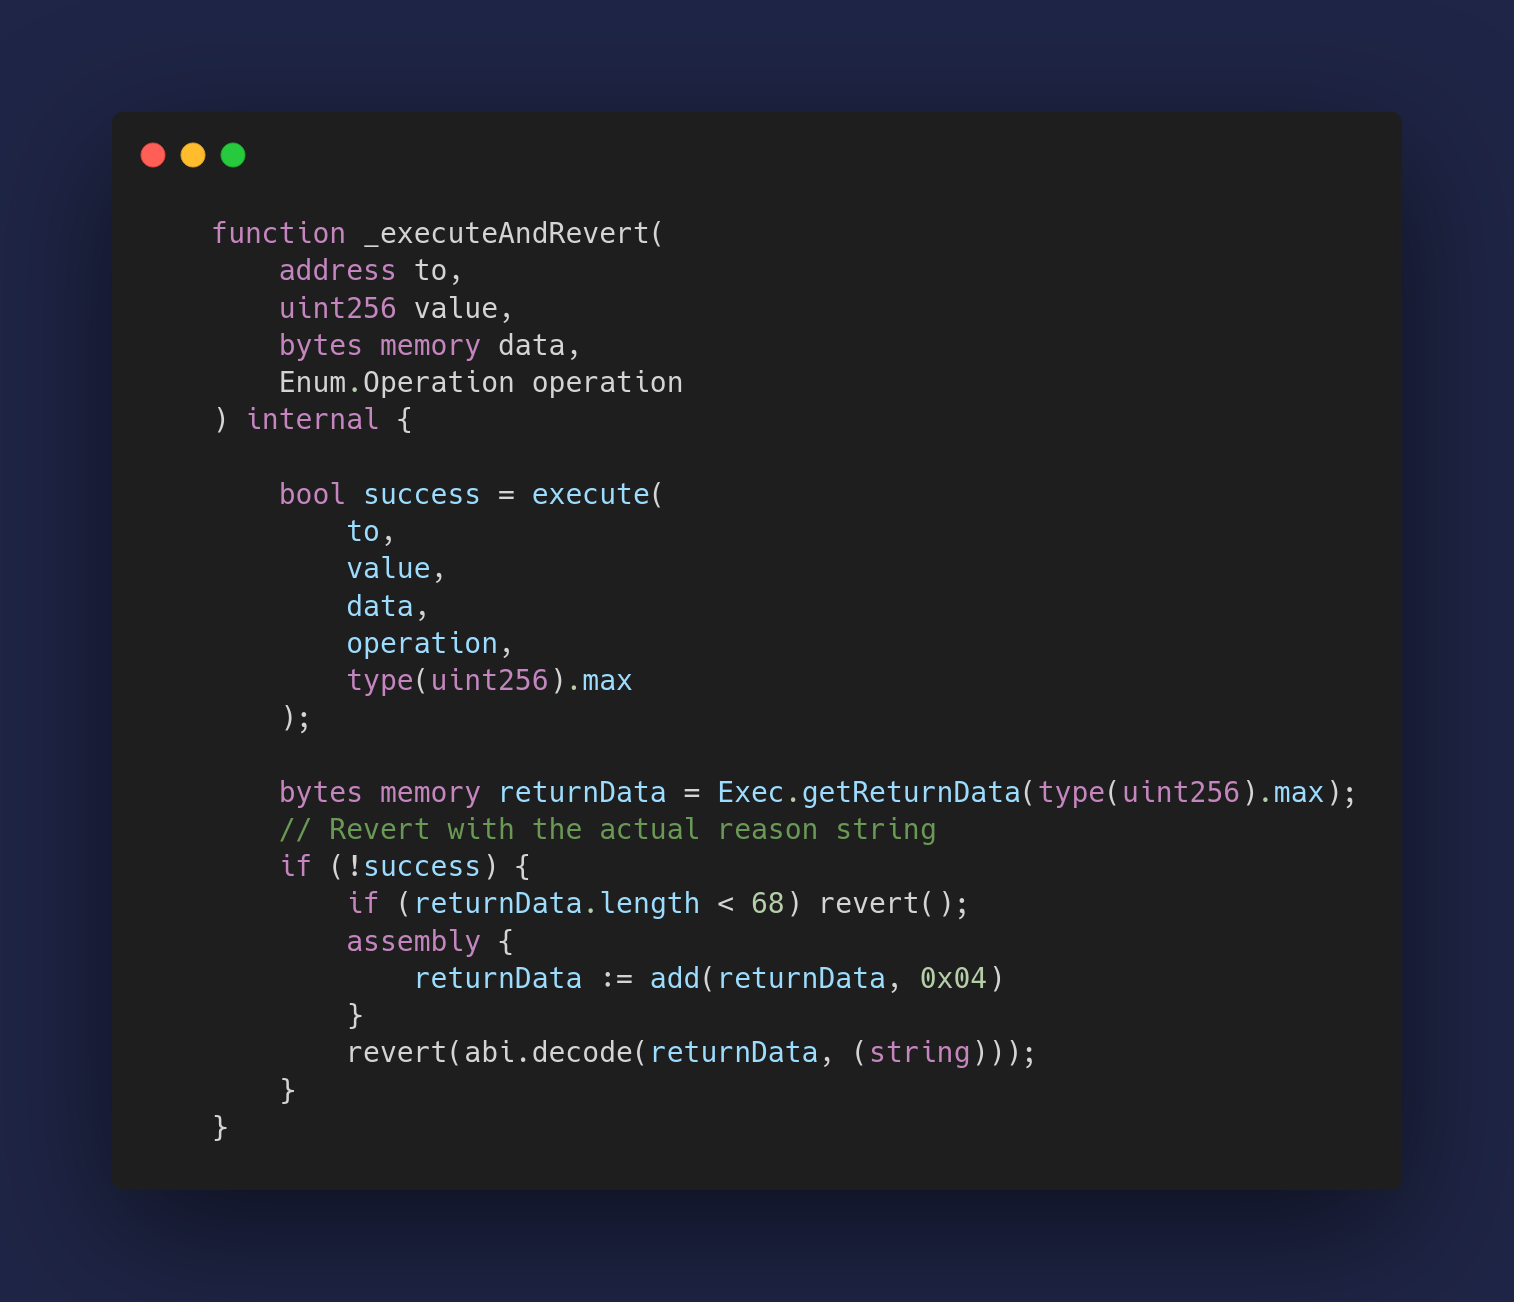 function _executeAndRevert(
    address to,
    uint256 value,
    bytes memory data,
    Enum.Operation operation
) internal {

    bool success = execute(
        to,
        value,
        data,
        operation,
        type(uint256).max
    );

    bytes memory returnData = Exec.getReturnData(type(uint256).max);
    // Revert with the actual reason string
    if (!success) {
        if (returnData.length < 68) revert();
        assembly {
            returnData := add(returnData, 0x04)
        }
        revert(abi.decode(returnData, (string)));
    }
}